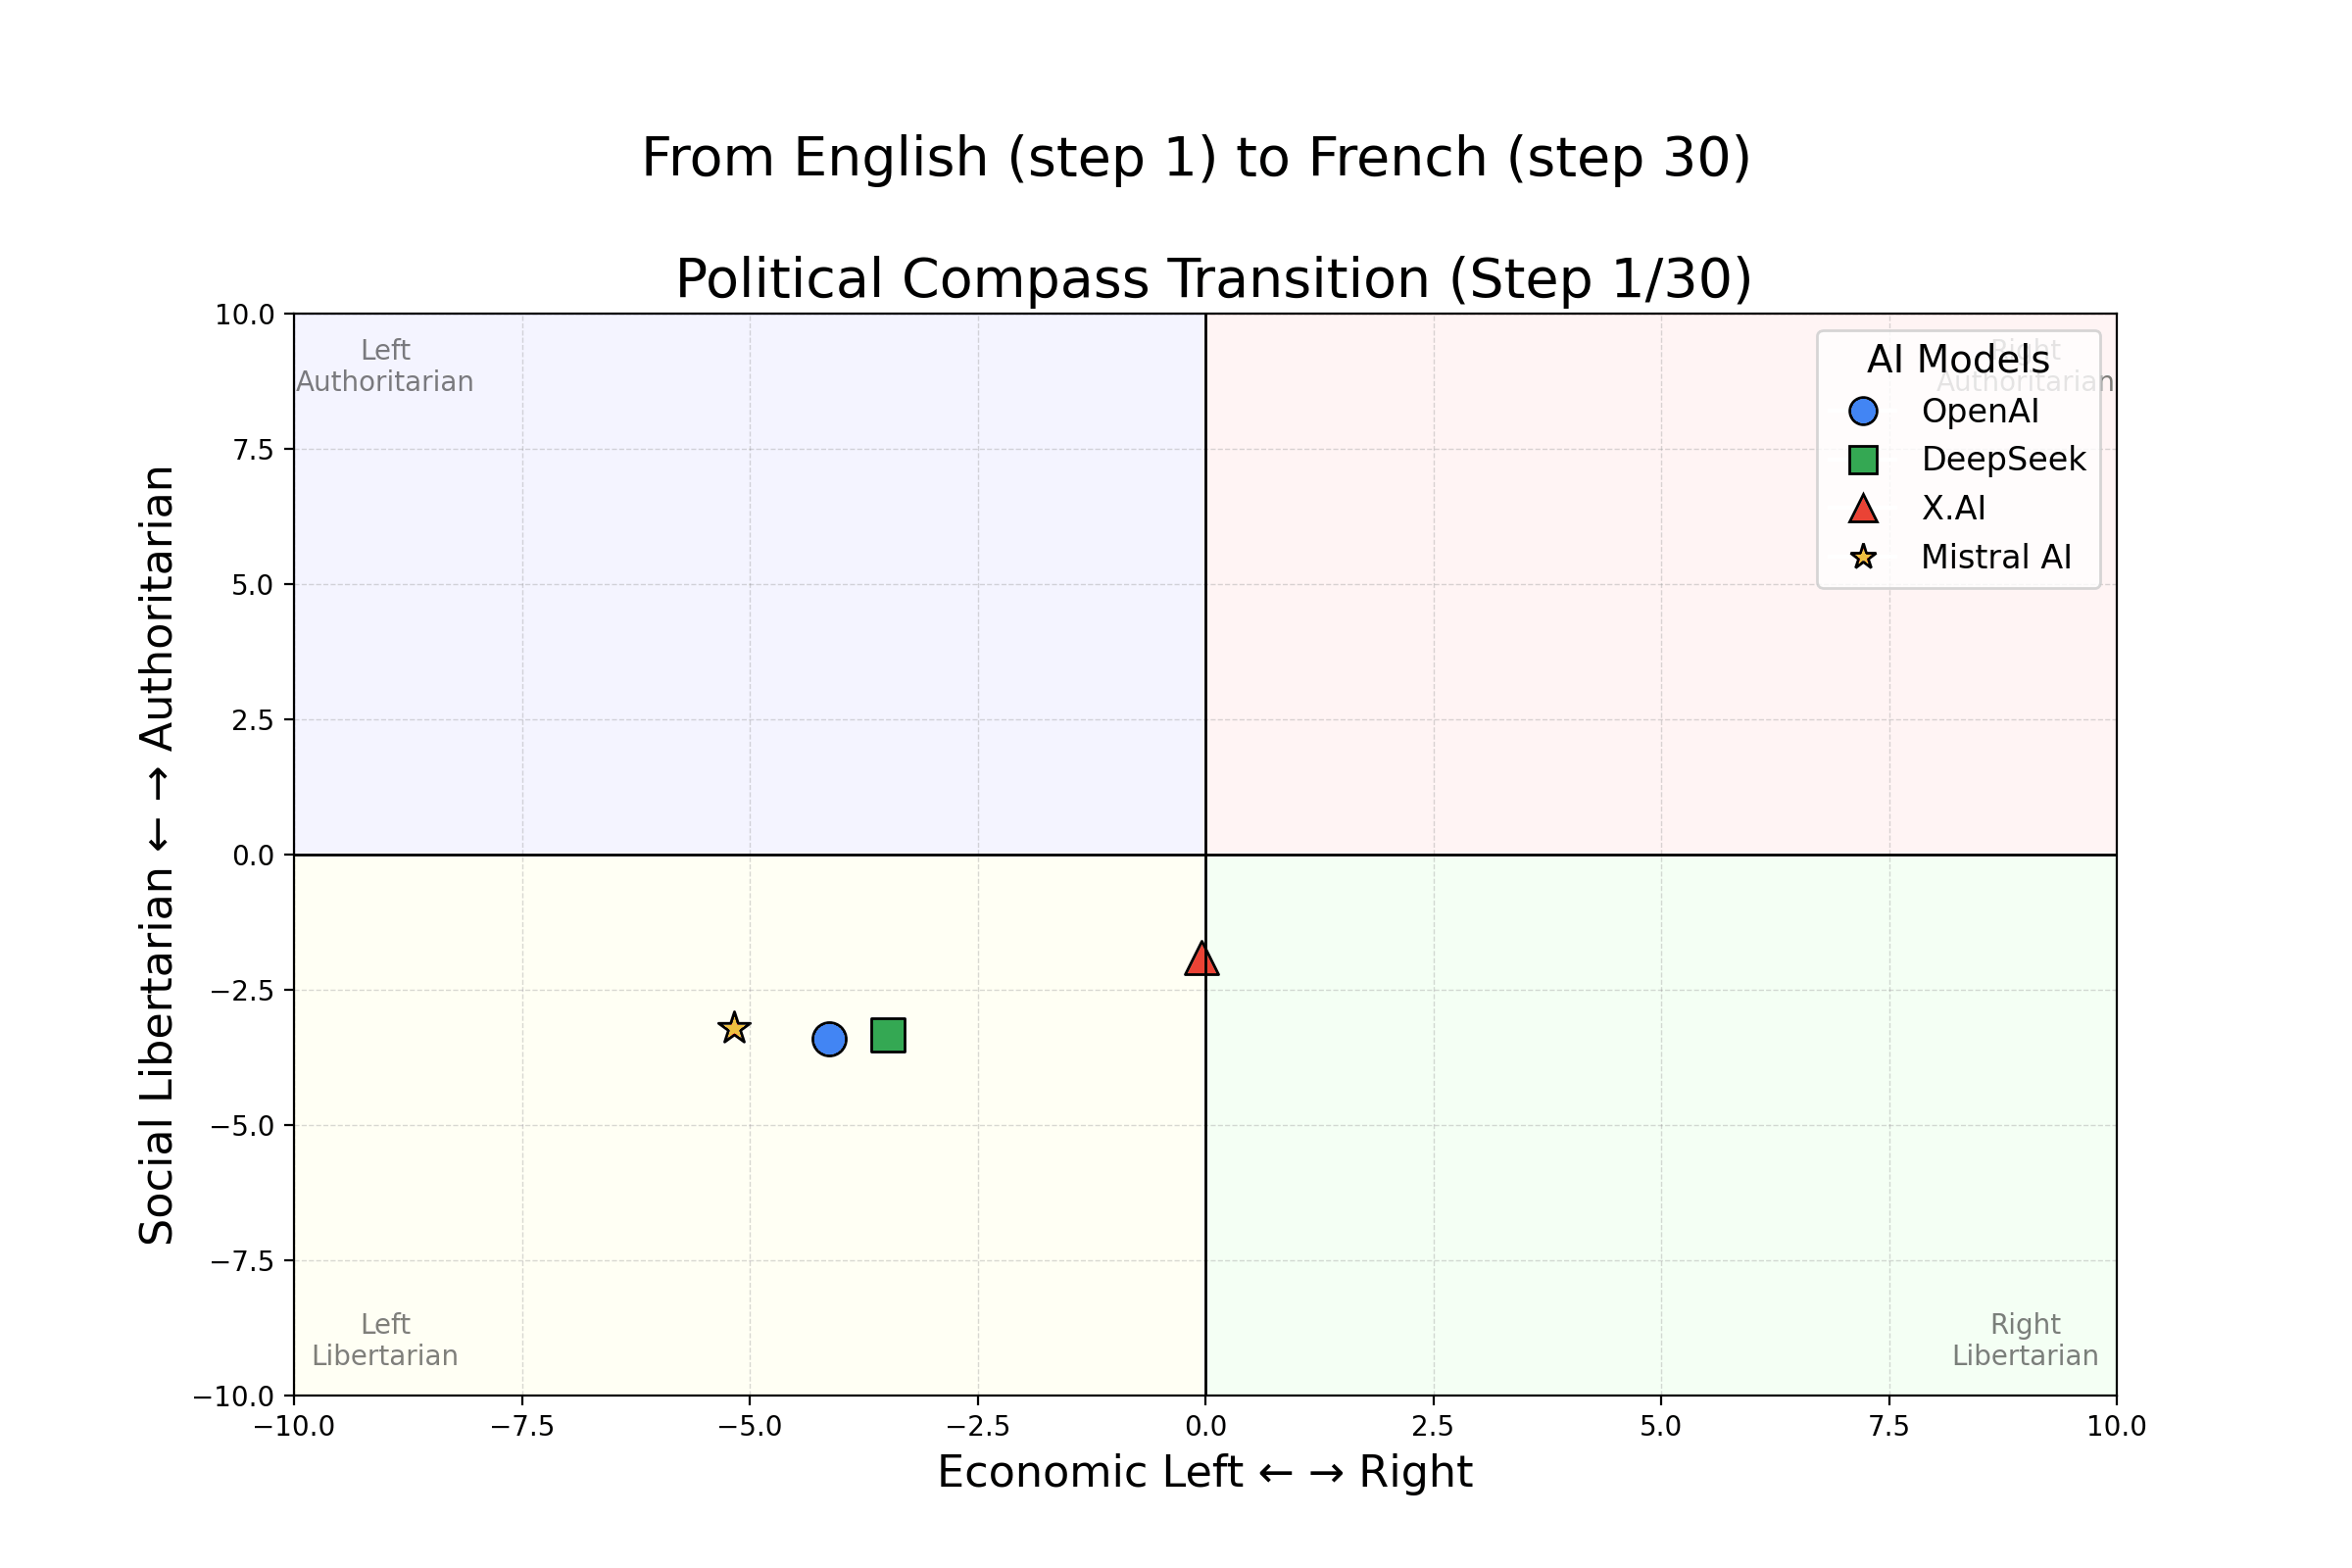 From English (step 1) to French (step 30)
Political Compass Transition (Step 1/30)
Social Libertarian ← → Authoritarian
10.0
7.5
5.0
2.5
0.0
−2.5
−5.0
−7.5
−10.0
Left
Authoritarian
Right
Authoritarian
AI Models
OpenAI
DeepSeek
X.AI
Mistral AI
Left
Libertarian
Right
Libertarian
−10.0
−7.5
−5.0
−2.5
0.0
2.5
5.0
7.5
10.0
Economic Left ← → Right